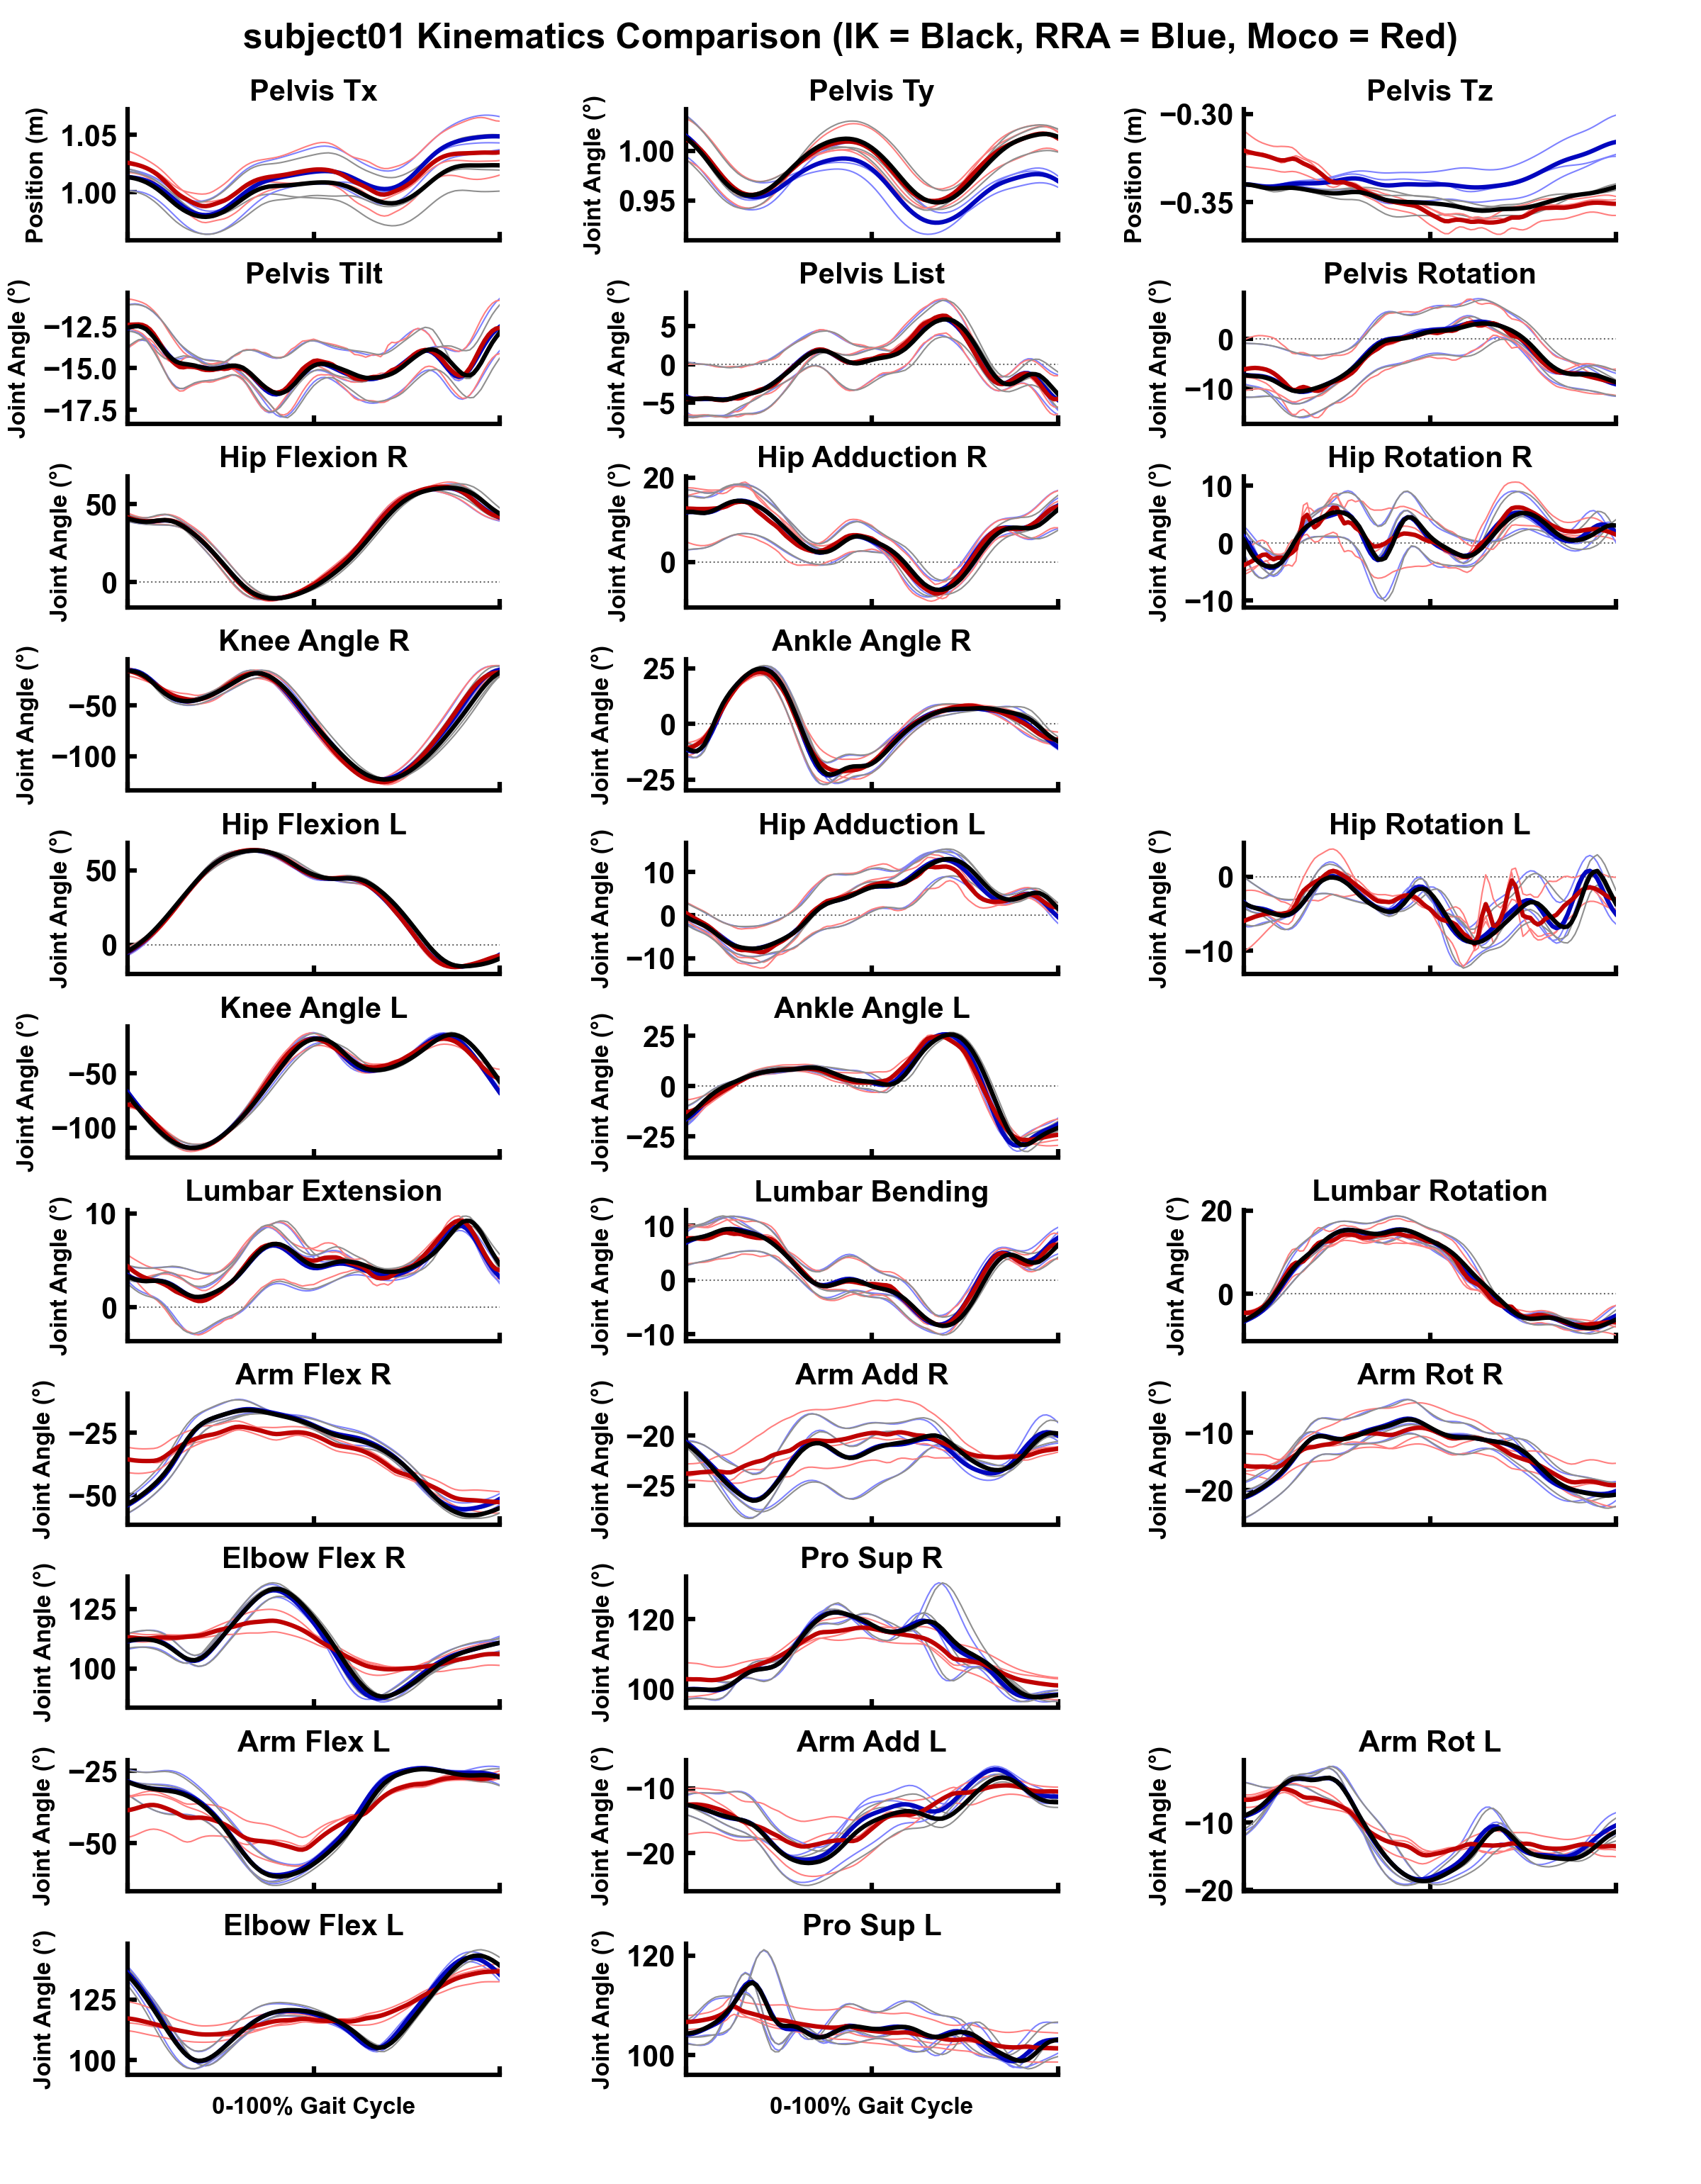 subject01 Kinematics Comparison (IK = Black, RRA = Blue, Moco = Red)
Pelvis Tx
Position (m)
1.05
1.00
Pelvis Ty
Joint Angle (°)
1.00
0.95
Pelvis Tz
Position (m)
−0.30
−0.35
Pelvis Tilt
Joint Angle (°)
−12.5
−15.0
−17.5
Pelvis List
Joint Angle (°)
5
0
−5
Pelvis Rotation
Joint Angle (°)
0
−10
Hip Flexion R
Joint Angle (°)
50
0
Hip Adduction R
Joint Angle (°)
20
0
Hip Rotation R
Joint Angle (°)
10
0
0
−10
Knee Angle R
Joint Angle (°)
−50
−100
Ankle Angle R
Joint Angle (°)
25
0
−25
Hip Flexion L
Joint Angle (°)
50
0
Hip Adduction L
Joint Angle (°)
10
0
−10
Hip Rotation L
Joint Angle (°)
0
−10
Knee Angle L
Joint Angle (°)
−50
−100
Ankle Angle L
Joint Angle (°)
25
0
−25
Lumbar Extension
Joint Angle (°)
10
0
Lumbar Bending
Joint Angle (°)
10
0
−10
Lumbar Rotation
Joint Angle (°)
20
0
Arm Flex R
Joint Angle (°)
−25
−50
Arm Add R
Joint Angle (°)
−20
−25
Arm Rot R
Joint Angle (°)
−10
−20
Elbow Flex R
Joint Angle (°)
125
100
Pro Sup R
Joint Angle (°)
120
100
Arm Flex L
Joint Angle (°)
−25
−50
Arm Add L
Joint Angle (°)
−10
−20
Arm Rot L
Joint Angle (°)
−10
−20
Elbow Flex L
Joint Angle (°)
125
100
0-100% Gait Cycle
Pro Sup L
Joint Angle (°)
120
100
0-100% Gait Cycle